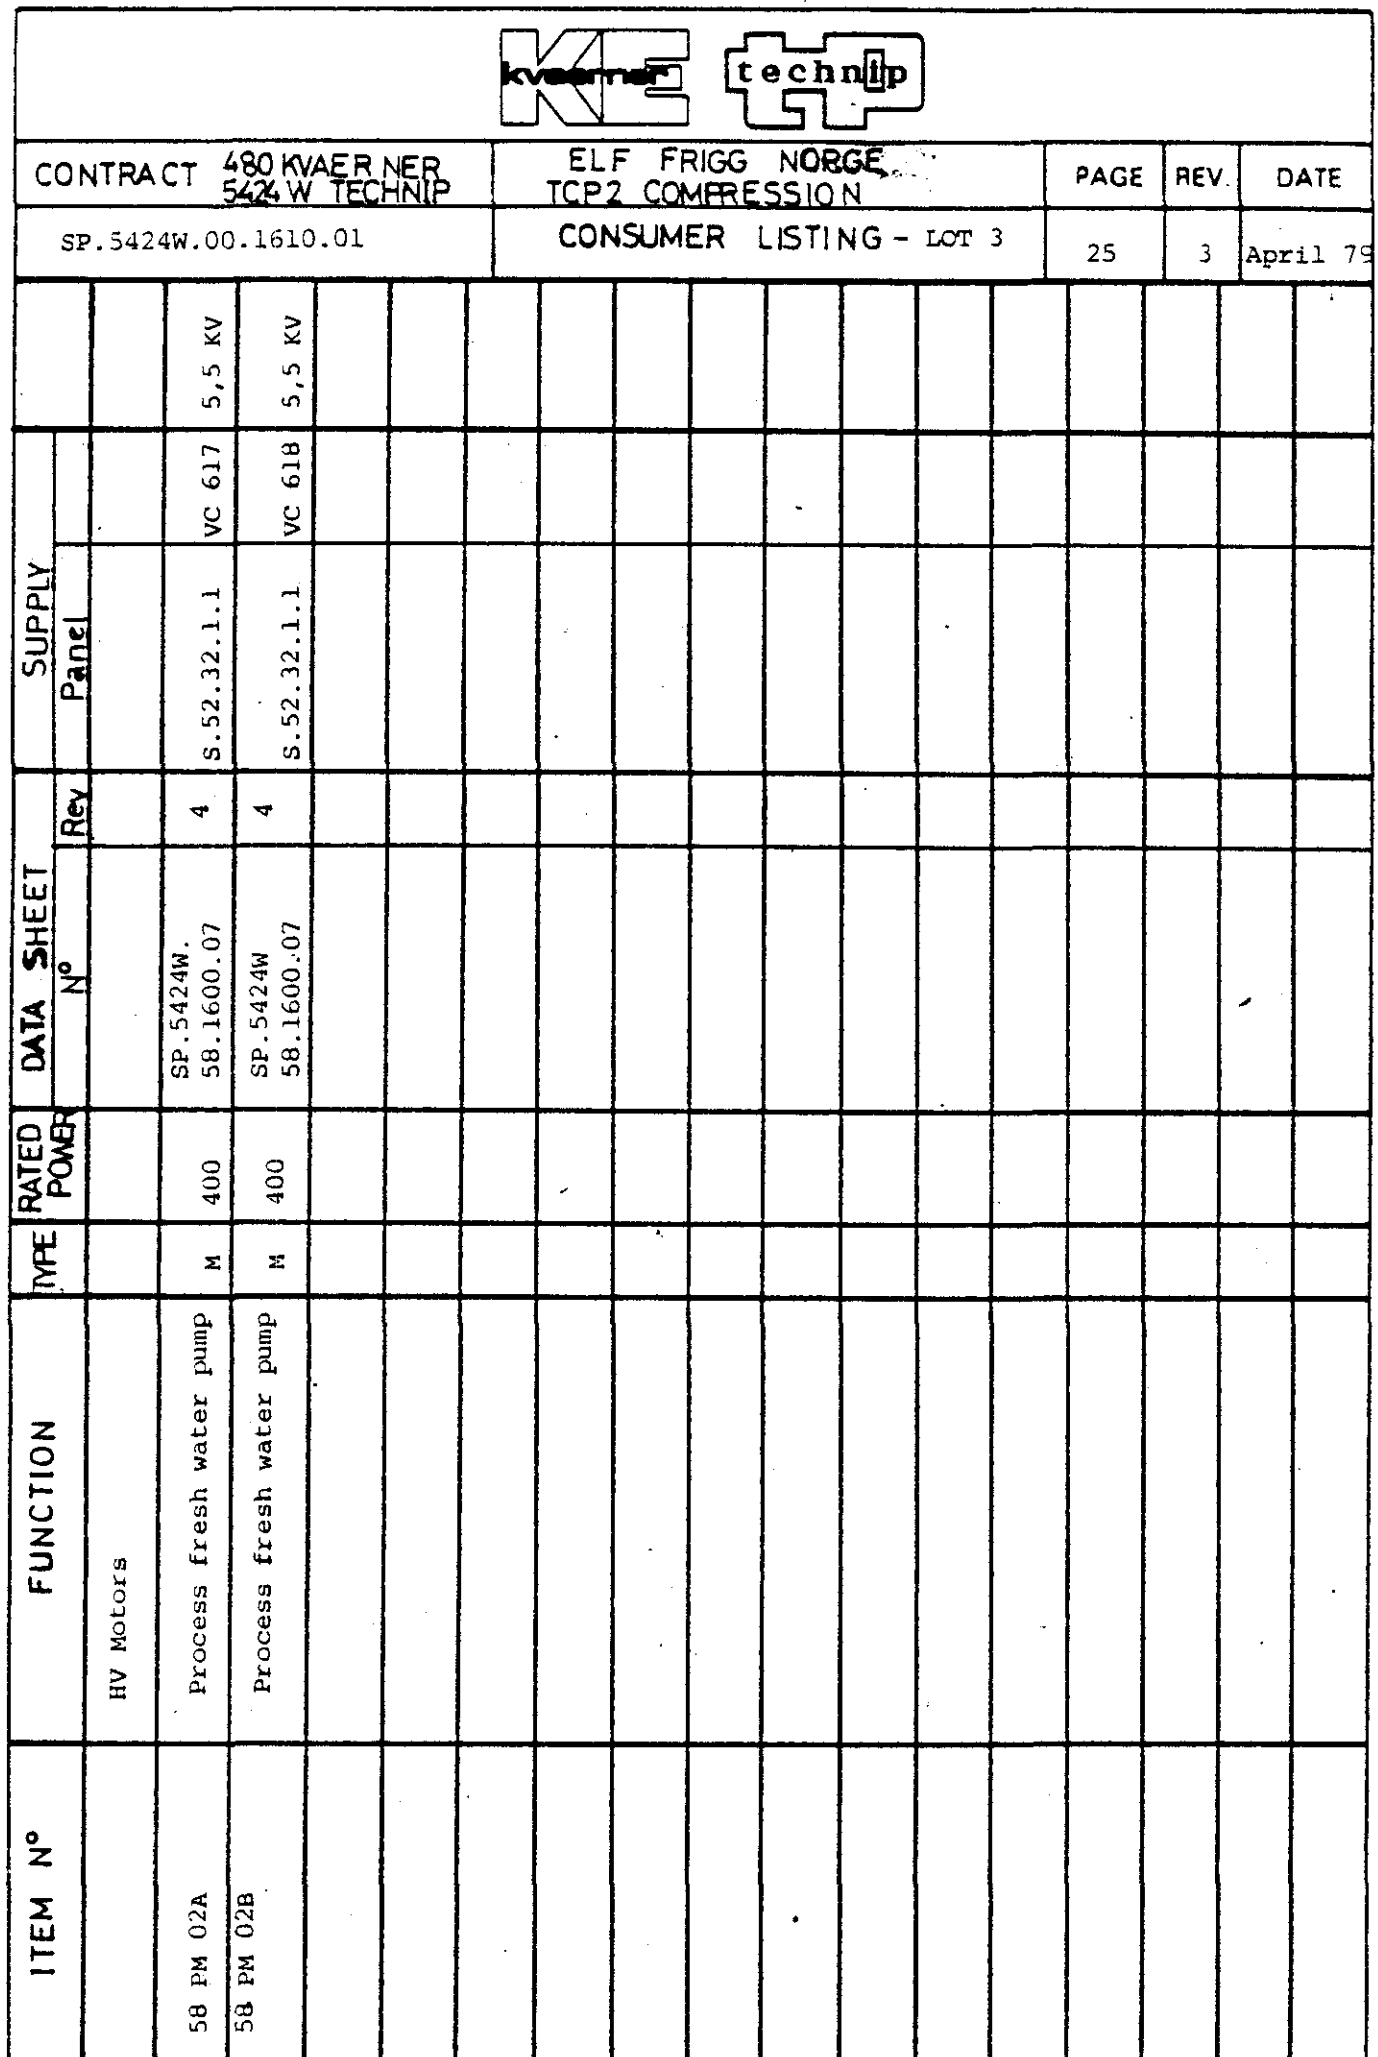 kvaerner
technip
CONTRACT 480 KVAERNER
5424 W TECHNIP
ELF FRIGG NORGE
TCP2 COMPRESSION
PAGE REV. DATE
SP.5424W.00.1610.01
CONSUMER LISTING - LOT 3
25 3 April 79
ITEM N° FUNCTION TYPE RATED POWER DATA SHEET SUPPLY
N° Rev Panel
HV Motors
58 PM 02A Process fresh water pump M 400 SP.5424W. 4 S.52.32.1.1 VC 617 5,5 KV
58.1600.07
58 PM 02B Process fresh water pump M 400 SP.5424W 4 S.52.32.1.1 VC 618 5,5 KV
58.1600.07